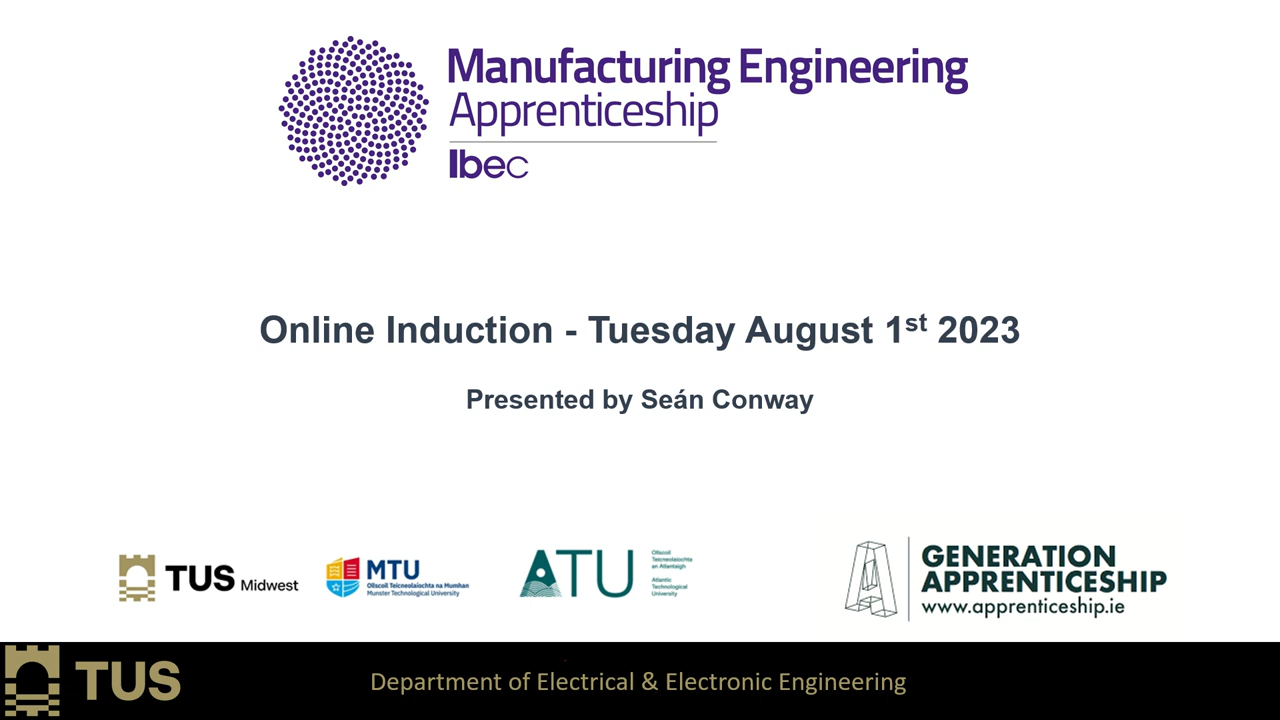 Manufacturing Engineering
Apprenticeship
Ibec
Online Induction - Tuesday August 1st 2023
Presented by Seán Conway
TUS Midwest
MTU
Ollscoil Teicneolaíochta na Mumhan
Munster Technological University
ATU
Ollscoil
Teicneolaíochta
an Atlantaigh
Atlantic
Technological
University
GENERATION
APPRENTICESHIP
www.apprenticeship.ie
TUS
Department of Electrical & Electronic Engineering